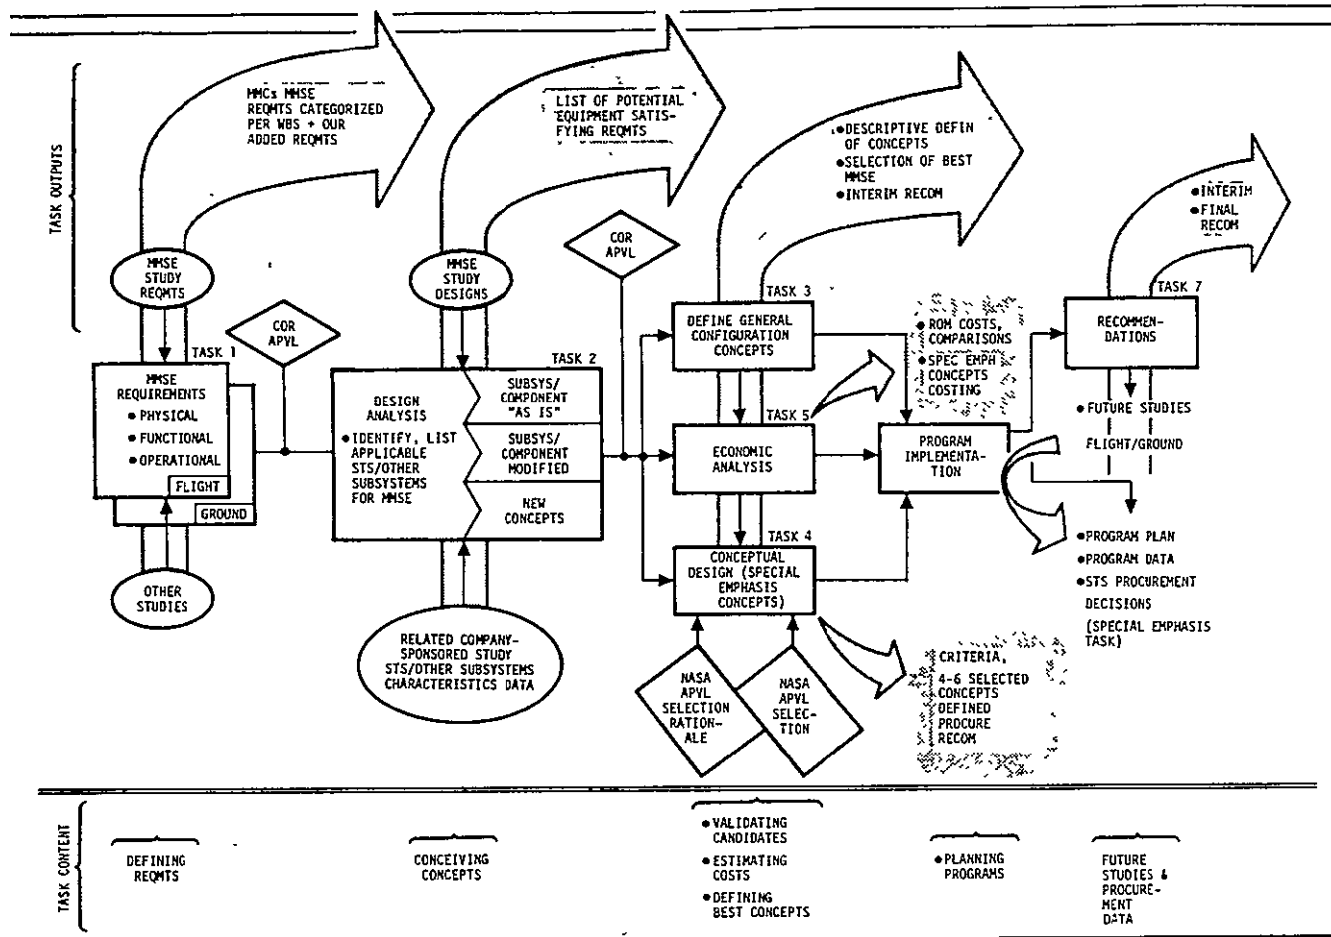 TASK OUTPUTS
MMCs MMSE
REQMTS CATEGORIZED
PER WBS + OUR
ADDED REQMTS
LIST OF POTENTIAL
EQUIPMENT SATIS-
FYING REQMTS
●DESCRIPTIVE DEFIN
OF CONCEPTS
●SELECTION OF BEST
MMSE
●INTERIM RECOM
●INTERIM
●FINAL
RECOM
MMSE
STUDY
REQMTS
COR
APVL
MMSE
STUDY
DESIGNS
COR
APVL
TASK 1
MMSE
REQUIREMENTS
●PHYSICAL
●FUNCTIONAL
●OPERATIONAL
FLIGHT
GROUND
OTHER
STUDIES
TASK 2
DESIGN
ANALYSIS
●IDENTIFY, LIST
APPLICABLE
STS/OTHER
SUBSYSTEMS
FOR MMSE
SUBSYS/
COMPONENT
"AS IS"
SUBSYS/
COMPONENT
MODIFIED
NEW
CONCEPTS
RELATED COMPANY-
SPONSORED STUDY
STS/OTHER SUBSYSTEMS
CHARACTERISTICS DATA
TASK 3
DEFINE GENERAL
CONFIGURATION
CONCEPTS
●ROM COSTS,
COMPARISONS
●SPEC EMPH
CONCEPTS
COSTING
TASK 5
ECONOMIC
ANALYSIS
TASK 4
CONCEPTUAL
DESIGN (SPECIAL
EMPHASIS
CONCEPTS)
NASA
APVL
SELECTION
RATION-
ALE
NASA
APVL
SELEC-
TION
PROGRAM
IMPLEMENTA-
TION
CRITERIA,
4-6 SELECTED
CONCEPTS
DEFINED
PROCURE
RECOM
TASK 7
RECOMMEN-
DATIONS
●FUTURE STUDIES
FLIGHT/GROUND
●PROGRAM PLAN
●PROGRAM DATA
●STS PROCUREMENT
DECISIONS
(SPECIAL EMPHASIS
TASK)
TASK CONTENT
DEFINING
REQMTS
CONCEIVING
CONCEPTS
●VALIDATING
CANDIDATES
●ESTIMATING
COSTS
●DEFINING
BEST CONCEPTS
●PLANNING
PROGRAMS
FUTURE
STUDIES &
PROCURE-
MENT
DATA